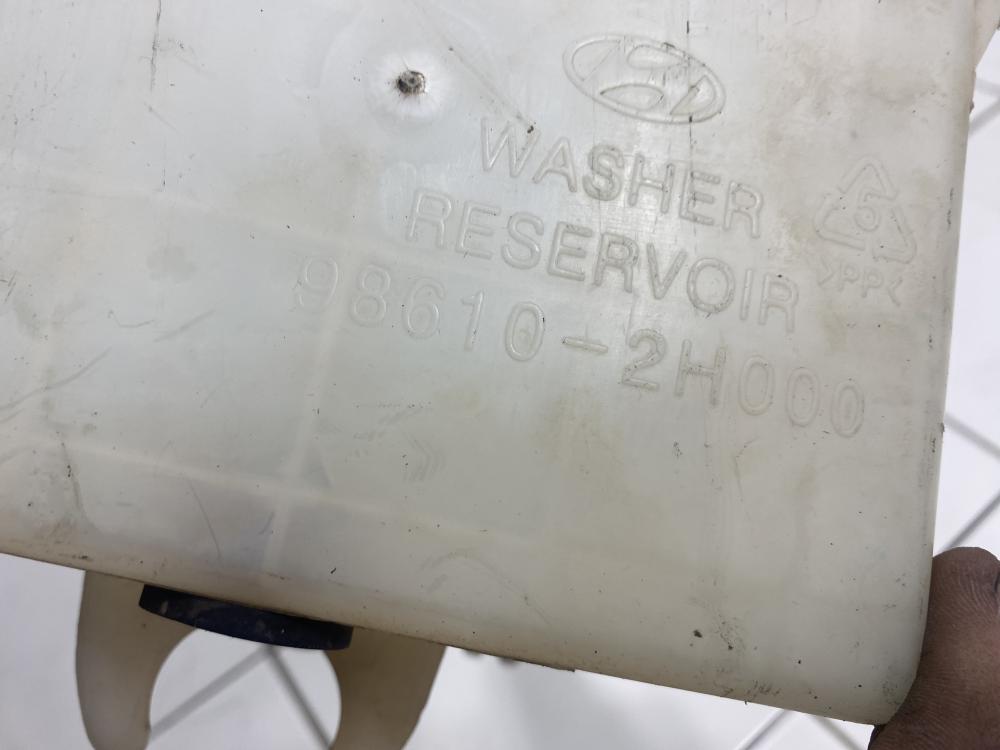 WASHER
RESERVOIR
98610-2H000
5
>PP<